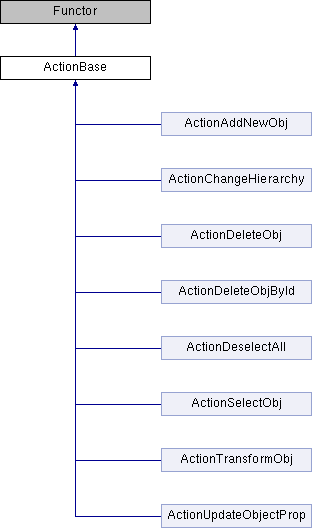 Functor
ActionBase
ActionAddNewObj
ActionChangeHierarchy
ActionDeleteObj
ActionDeleteObjById
ActionDeselectAll
ActionSelectObj
ActionTransformObj
ActionUpdateObjectProp